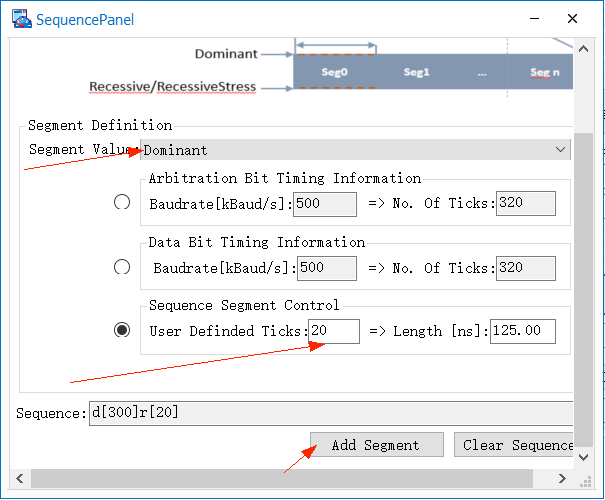 SequencePanel
Dominant
Seg0 Seg1 ... Seg n
Recessive/RecessiveStress
Segment Definition
Segment Value: Dominant
Arbitration Bit Timing Information
Baudrate[kBaud/s]: 500 => No. Of Ticks: 320
Data Bit Timing Information
Baudrate[kBaud/s]: 500 => No. Of Ticks: 320
Sequence Segment Control
User Definded Ticks: 20 => Length [ns]: 125.00
Sequence: d[300]r[20]
Add Segment Clear Sequence